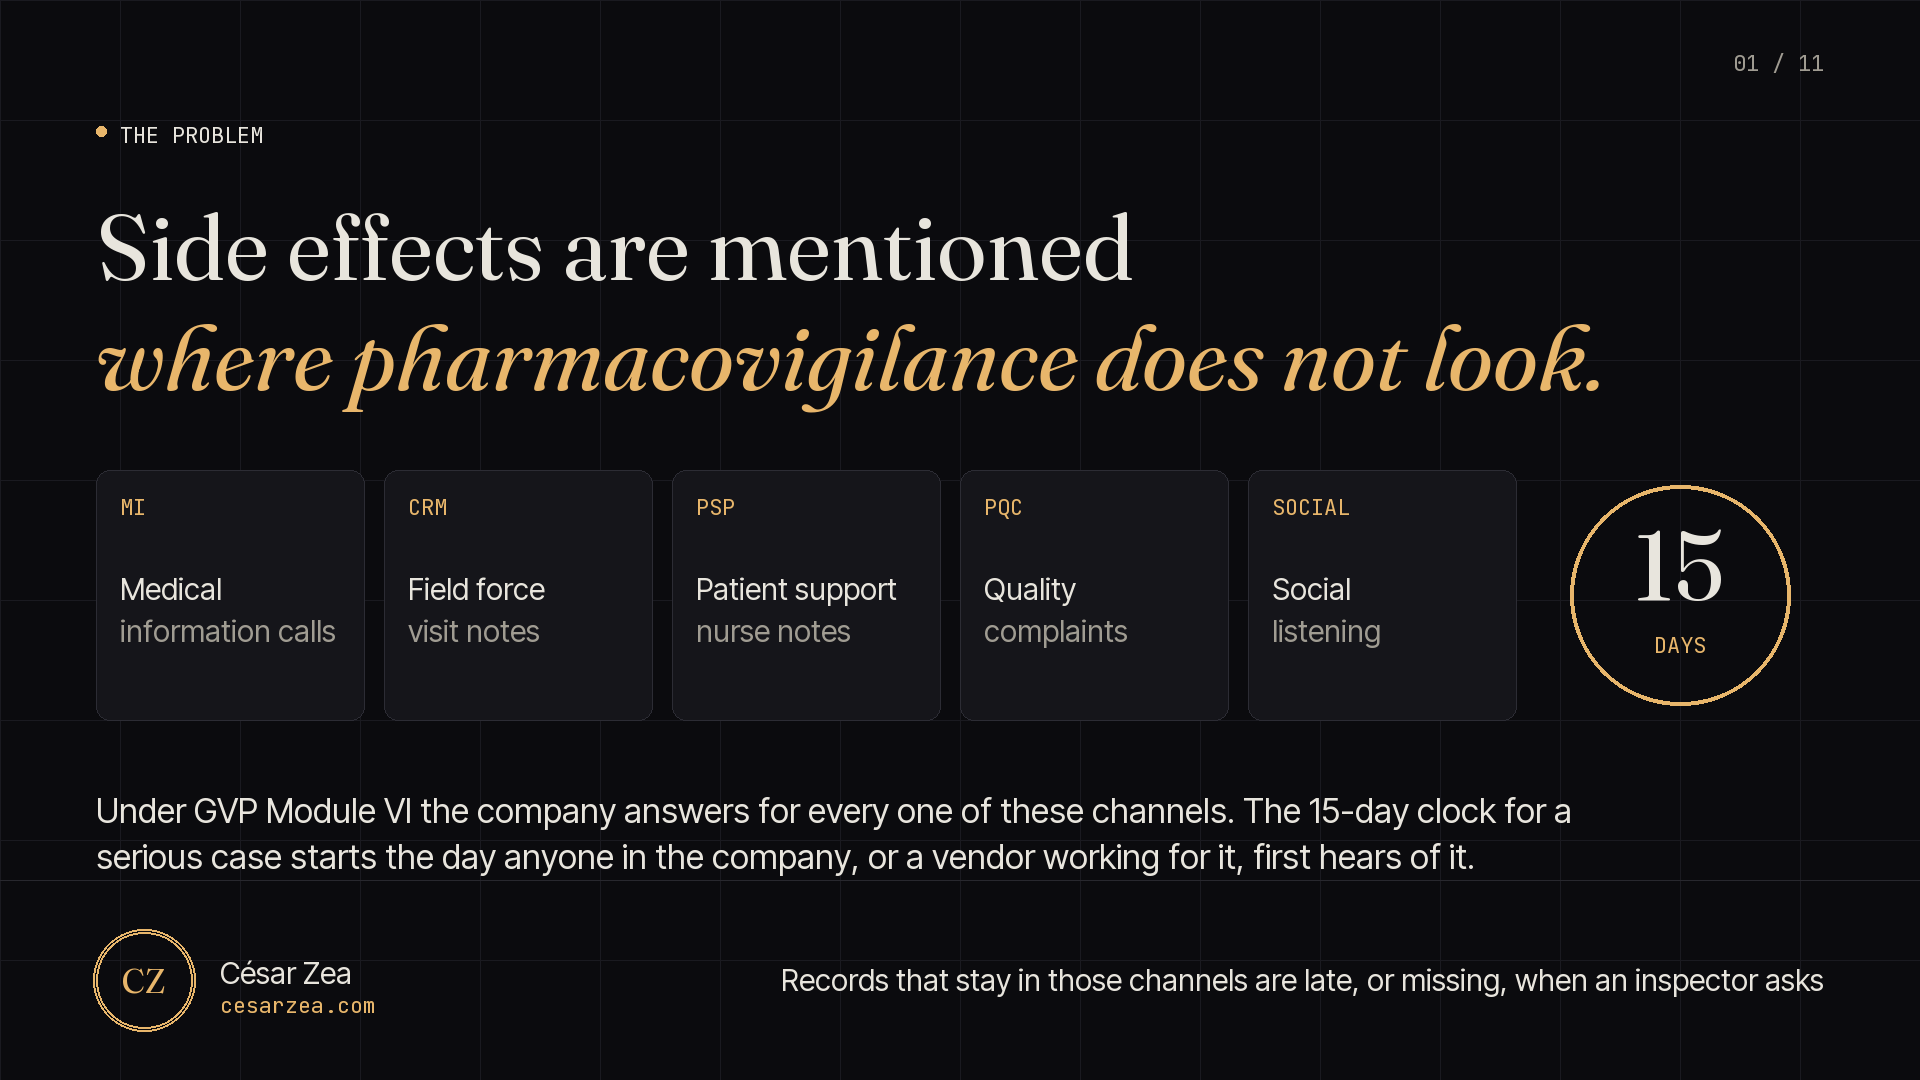 01 / 11
THE PROBLEM
Side effects are mentioned
where pharmacovigilance does not look.
MI
Medical
information calls
CRM
Field force
visit notes
PSP
Patient support
nurse notes
PQC
Quality
complaints
SOCIAL
Social
listening
15
DAYS
Under GVP Module VI the company answers for every one of these channels. The 15-day clock for a
serious case starts the day anyone in the company, or a vendor working for it, first hears of it.
CZ
César Zea
cesarzea.com
Records that stay in those channels are late, or missing, when an inspector asks